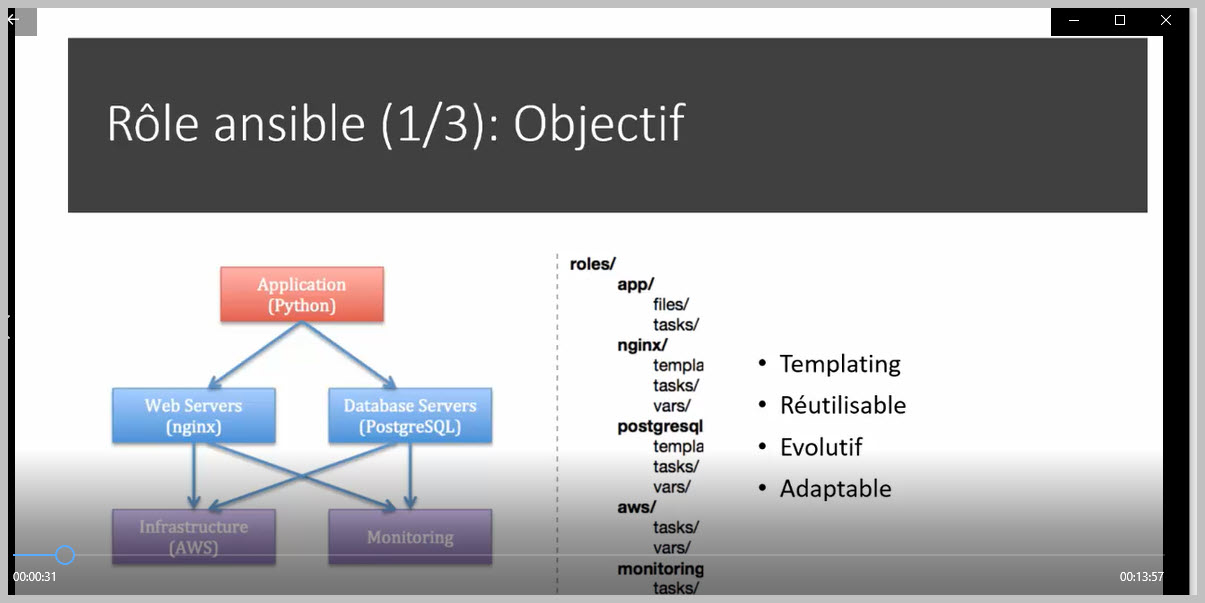 Rôle ansible (1/3): Objectif
Application
(Python)
Web Servers
(nginx)
Database Servers
(PostgreSQL)
Infrastructure
(AWS)
Monitoring
roles/
app/
files/
tasks/
nginx/
templa
tasks/
vars/
postgresql
templa
tasks/
vars/
aws/
tasks/
vars/
monitoring
tasks/
• Templating
• Réutilisable
• Evolutif
• Adaptable
00:00:31
00:13:57